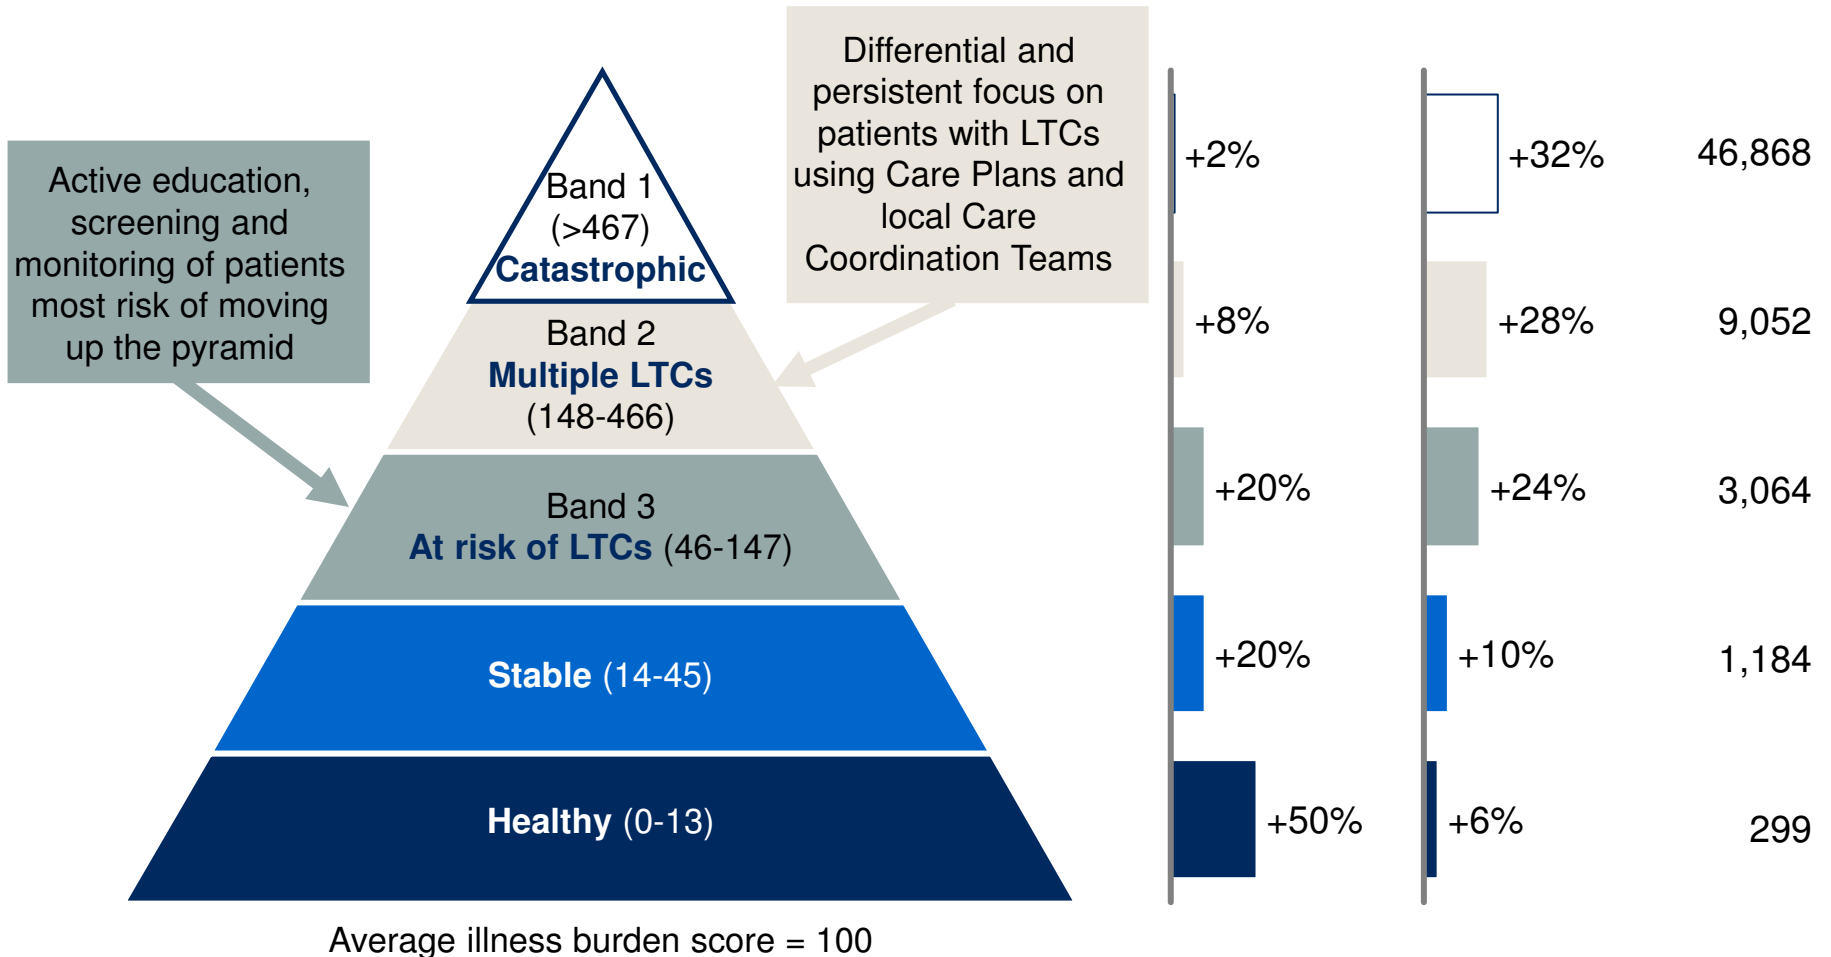 Differential and
persistent focus on
patients with LTCs
using Care Plans and
local Care
Coordination Teams
Active education,
screening and
monitoring of patients
most risk of moving
up the pyramid
Band 1
(>467)
Catastrophic
+2%
+32%
46,868
Band 2
Multiple LTCs
(148-466)
+8%
+28%
9,052
Band 3
At risk of LTCs (46-147)
+20%
+24%
3,064
Stable (14-45)
+20%
+10%
1,184
Healthy (0-13)
+50%
+6%
299
Average illness burden score = 100